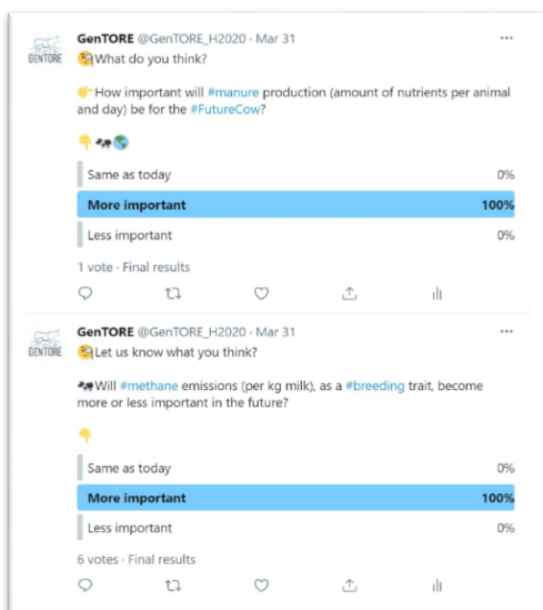 GenTORE @GenTORE_H2020 · Mar 31
GENTORE
What do you think?
How important will #manure production (amount of nutrients per animal
and day) be for the #FutureCow?
Same as today 0%
More important 100%
Less important 0%
1 vote · Final results
GenTORE @GenTORE_H2020 · Mar 31
GENTORE
Let us know what you think?
Will #methane emissions (per kg milk), as a #breeding trait, become
more or less important in the future?
Same as today 0%
More important 100%
Less important 0%
6 votes · Final results